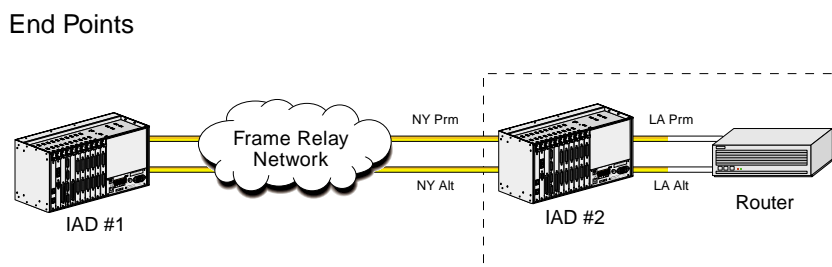 End Points
NY Prm
LA Prm
Frame Relay
Network
NY Alt
LA Alt
IAD #1
IAD #2
Router